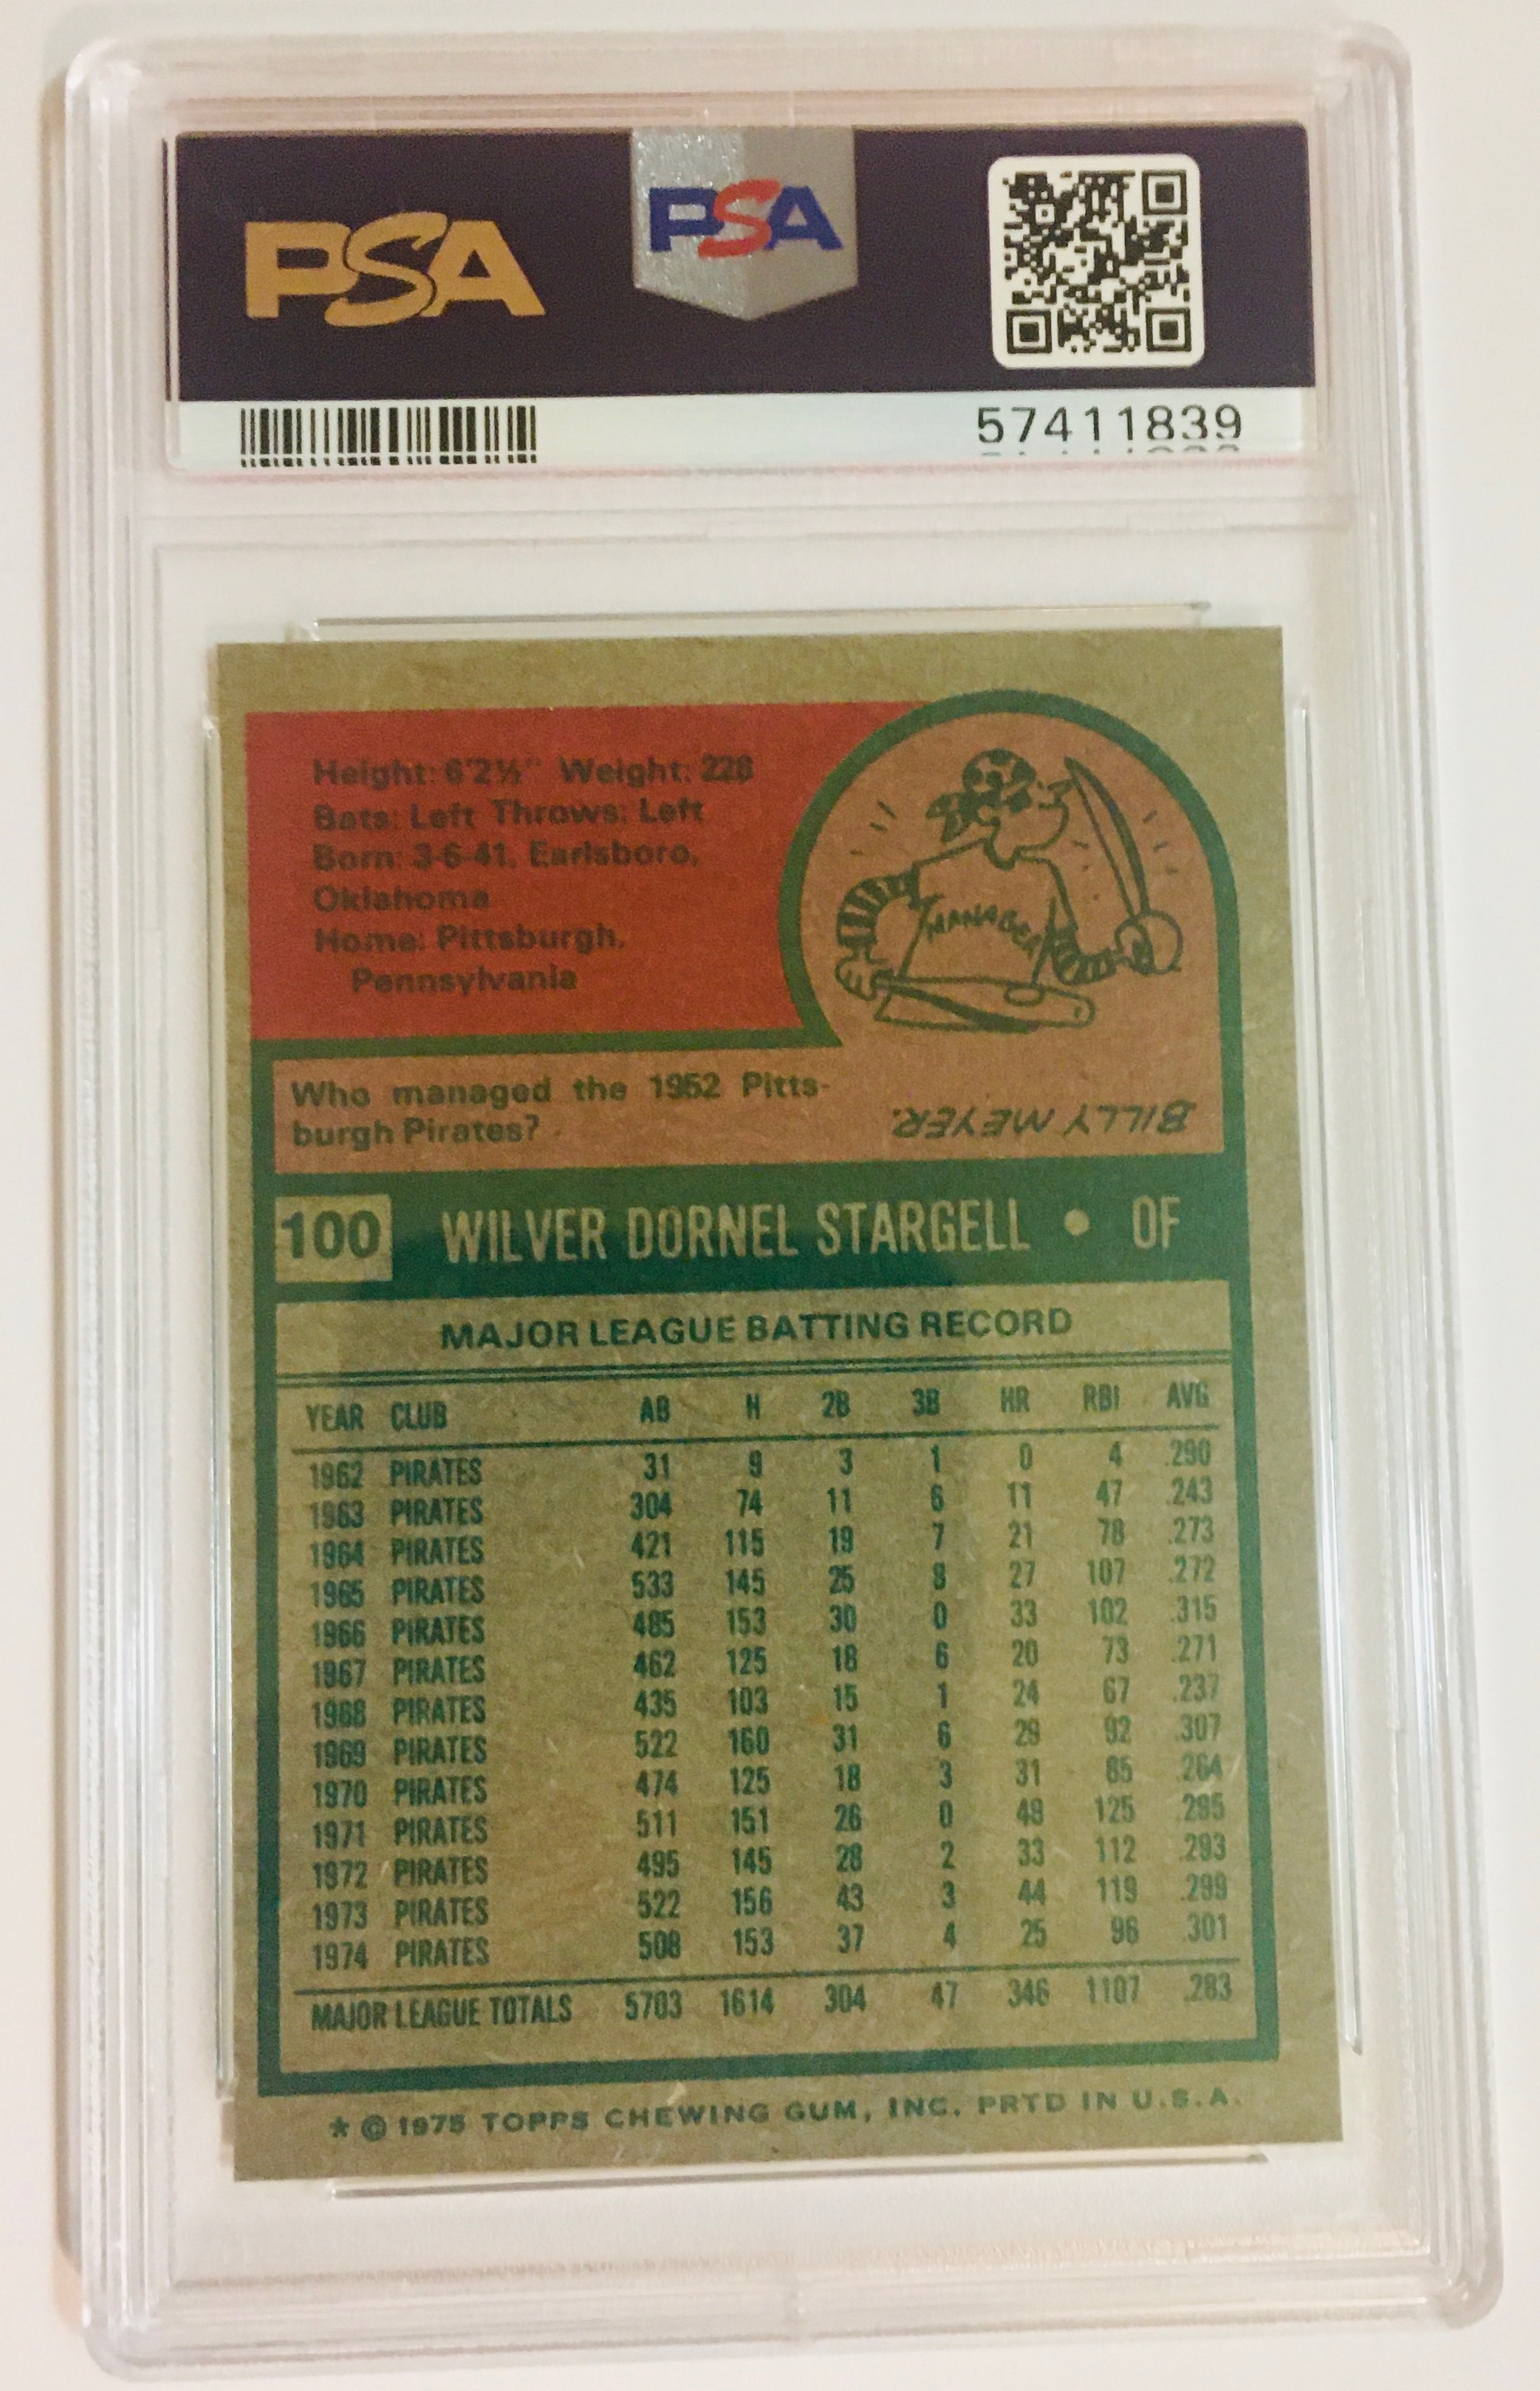 PSA
PSA
57411839
Height: 6'2½" Weight: 228
Bats: Left Throws: Left
Born: 3-6-41, Earlsboro,
Oklahoma
Home: Pittsburgh,
Pennsylvania
MANAGER
Who managed the 1952 Pitts-
burgh Pirates?
BILLY MEYER.
100 WILVER DORNEL STARGELL • OF
MAJOR LEAGUE BATTING RECORD
YEAR CLUB AB H 2B 3B HR RBI AVG
1962 PIRATES 31 9 3 1 0 4 .290
1963 PIRATES 304 74 11 6 11 47 .243
1964 PIRATES 421 115 19 7 21 78 .273
1965 PIRATES 533 145 25 8 27 107 .272
1966 PIRATES 485 153 30 0 33 102 .315
1967 PIRATES 462 125 18 6 20 73 .271
1968 PIRATES 435 103 15 1 24 67 .237
1969 PIRATES 522 160 31 6 29 92 .307
1970 PIRATES 474 125 18 3 31 85 .264
1971 PIRATES 511 151 26 0 48 125 .295
1972 PIRATES 495 145 28 2 33 112 .293
1973 PIRATES 522 156 43 3 44 119 .299
1974 PIRATES 508 153 37 4 25 96 .301
MAJOR LEAGUE TOTALS 5703 1614 304 47 346 1107 .283
* © 1975 TOPPS CHEWING GUM, INC. PRTD IN U.S.A.